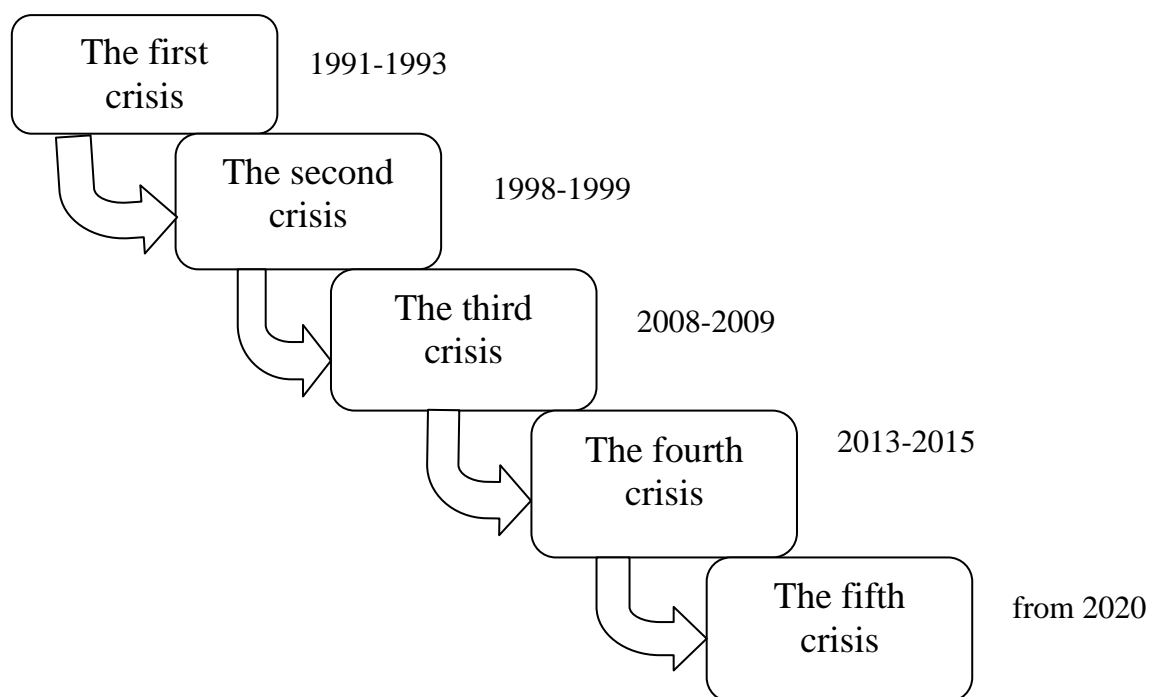 The first
crisis
1991-1993
The second
crisis
1998-1999
The third
crisis
2008-2009
The fourth
crisis
2013-2015
The fifth
crisis
from 2020